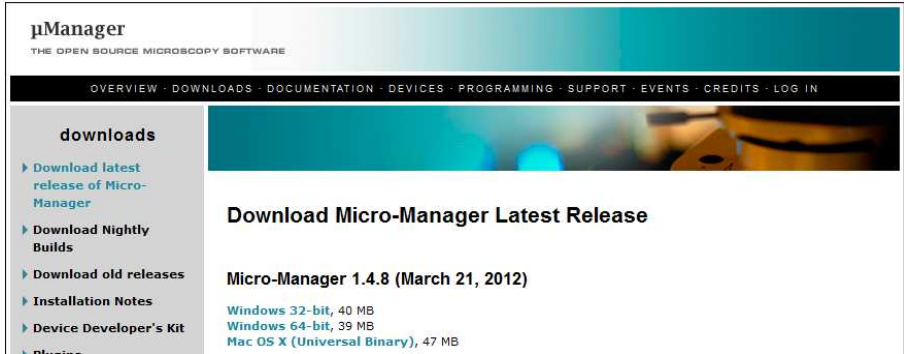 µManager
THE OPEN SOURCE MICROSCOPY SOFTWARE
OVERVIEW · DOWNLOADS · DOCUMENTATION · DEVICES · PROGRAMMING · SUPPORT · EVENTS · CREDITS · LOG IN
downloads
Download latest
release of Micro-
Manager
Download Nightly
Builds
Download old releases
Installation Notes
Device Developer's Kit
Plugins
Download Micro-Manager Latest Release
Micro-Manager 1.4.8 (March 21, 2012)
Windows 32-bit, 40 MB
Windows 64-bit, 39 MB
Mac OS X (Universal Binary), 47 MB